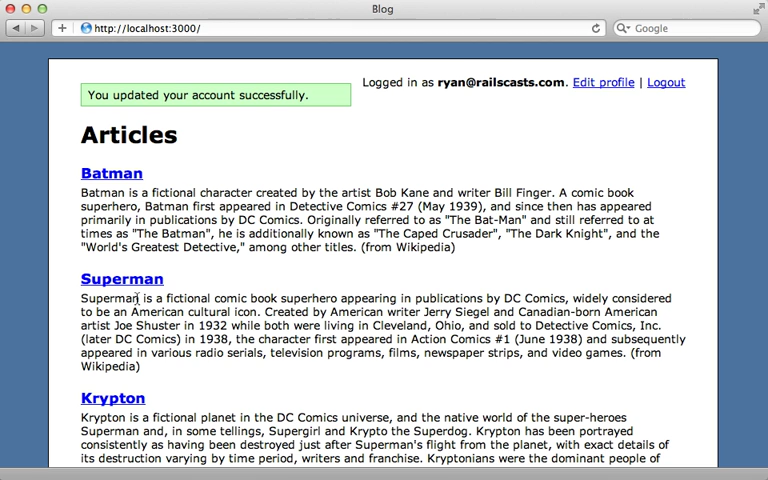 Blog
http://localhost:3000/
Google
You updated your account successfully.
Logged in as ryan@railscasts.com. Edit profile | Logout
Articles
Batman
Batman is a fictional character created by the artist Bob Kane and writer Bill Finger. A comic book
superhero, Batman first appeared in Detective Comics #27 (May 1939), and since then has appeared
primarily in publications by DC Comics. Originally referred to as "The Bat-Man" and still referred to at
times as "The Batman", he is additionally known as "The Caped Crusader", "The Dark Knight", and the
"World's Greatest Detective," among other titles. (from Wikipedia)
Superman
Superman is a fictional comic book superhero appearing in publications by DC Comics, widely considered
to be an American cultural icon. Created by American writer Jerry Siegel and Canadian-born American
artist Joe Shuster in 1932 while both were living in Cleveland, Ohio, and sold to Detective Comics, Inc.
(later DC Comics) in 1938, the character first appeared in Action Comics #1 (June 1938) and subsequently
appeared in various radio serials, television programs, films, newspaper strips, and video games. (from
Wikipedia)
Krypton
Krypton is a fictional planet in the DC Comics universe, and the native world of the super-heroes
Superman and, in some tellings, Supergirl and Krypto the Superdog. Krypton has been portrayed
consistently as having been destroyed just after Superman's flight from the planet, with exact details of
its destruction varying by time period, writers and franchise. Kryptonians were the dominant people of